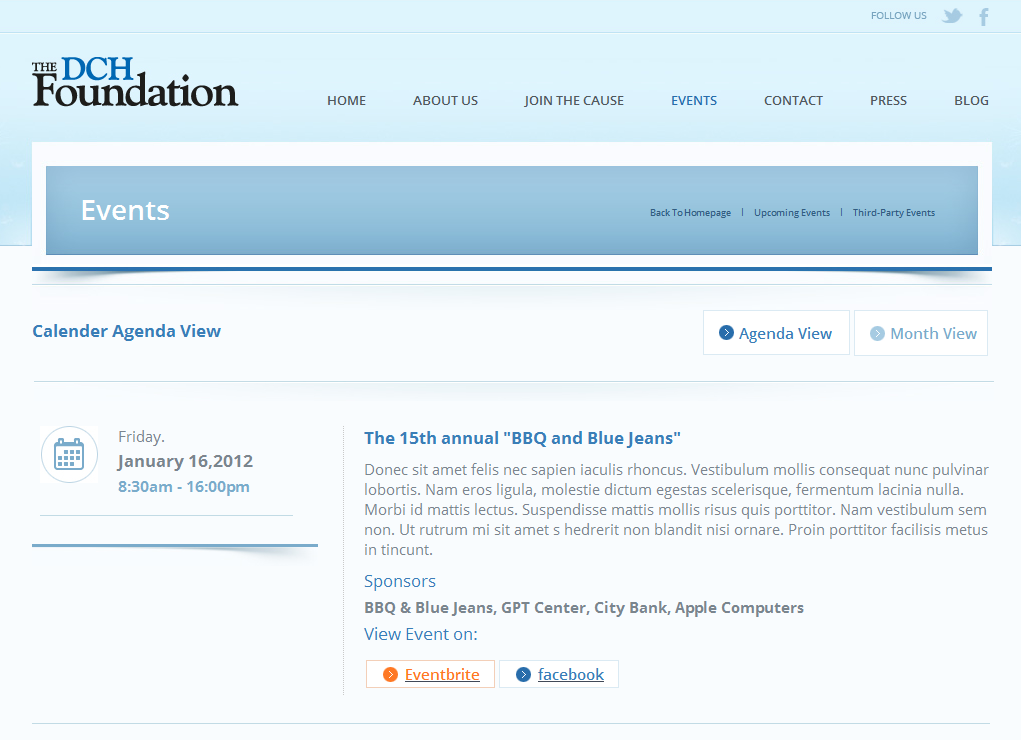 FOLLOW US
THE DCH
Foundation
HOME ABOUT US JOIN THE CAUSE EVENTS CONTACT PRESS BLOG
Events
Back To Homepage | Upcoming Events | Third-Party Events
Calender Agenda View
Agenda View
Month View
Friday.
January 16,2012
8:30am - 16:00pm
The 15th annual "BBQ and Blue Jeans"
Donec sit amet felis nec sapien iaculis rhoncus. Vestibulum mollis consequat nunc pulvinar
lobortis. Nam eros ligula, molestie dictum egestas scelerisque, fermentum lacinia nulla.
Morbi id mattis lectus. Suspendisse mattis mollis risus quis porttitor. Nam vestibulum sem
non. Ut rutrum mi sit amet s hedrerit non blandit nisi ornare. Proin porttitor facilisis metus
in tincunt.
Sponsors
BBQ & Blue Jeans, GPT Center, City Bank, Apple Computers
View Event on:
Eventbrite
facebook